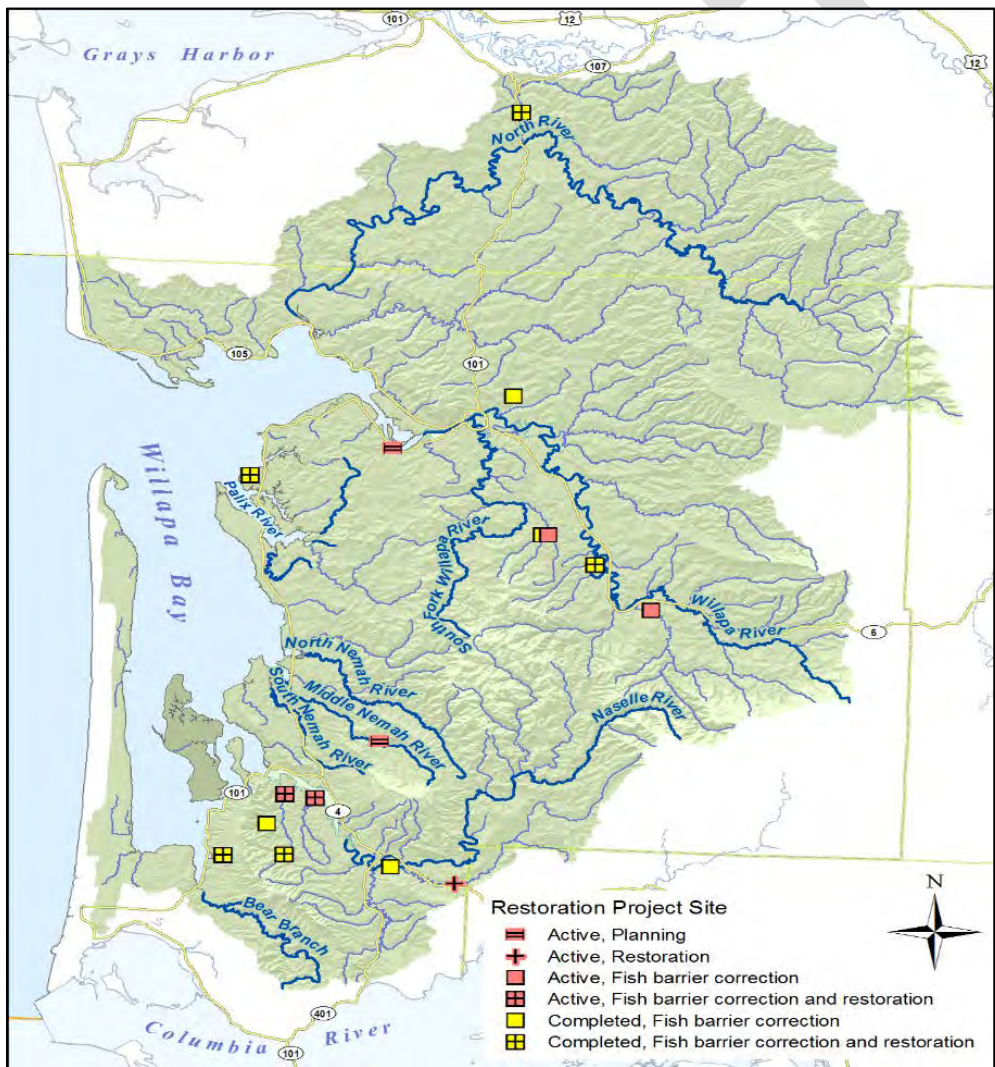 101
12
Grays Harbor
107
12
North River
105
101
Willapa Bay
Palix River
South Fork Willapa River
Willapa River
6
North Nemah River
Middle Nemah River
South Nemah River
Naselle River
101
4
Bear Branch
401
Columbia River
101
N
Restoration Project Site
Active, Planning
Active, Restoration
Active, Fish barrier correction
Active, Fish barrier correction and restoration
Completed, Fish barrier correction
Completed, Fish barrier correction and restoration